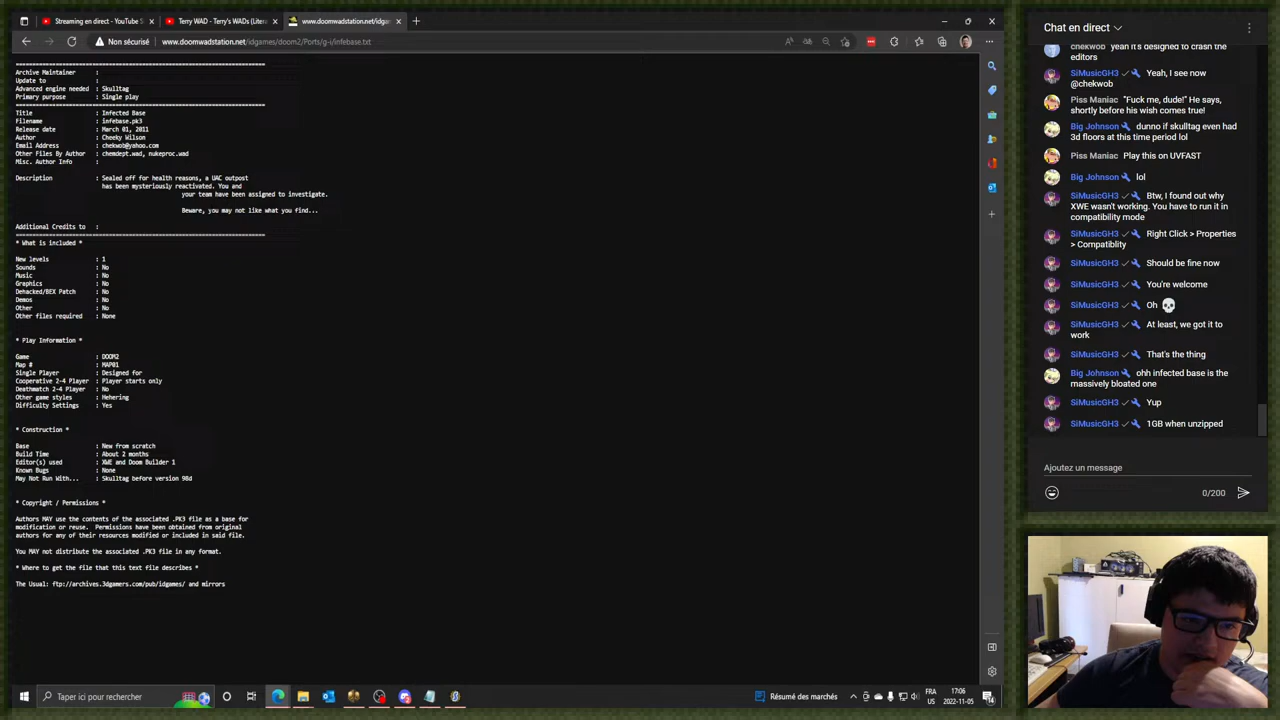 Streaming en direct - YouTube S
Terry WAD - Terry's WADs (Litera
www.doomwadstation.net/idgam
Non sécurisé
www.doomwadstation.net/idgames/doom2/Ports/g-i/infebase.txt
===========================================================================
Archive Maintainer :
Update to :
Advanced engine needed : Skulltag
Primary purpose : Single play
===========================================================================
Title : Infected Base
Filename : infebase.pk3
Release date : March 01, 2011
Author : Cheeky Wilson
Email Address : chekwob@yahoo.com
Other Files By Author : chemdept.wad, nukeproc.wad
Misc. Author Info :
Description : Sealed off for health reasons, a UAC outpost
has been mysteriously reactivated. You and
your team have been assigned to investigate.
Beware, you may not like what you find...
Additional Credits to :
===========================================================================
* What is included *
New levels : 1
Sounds : No
Music : No
Graphics : No
Dehacked/BEX Patch : No
Demos : No
Other : No
Other files required : None
* Play Information *
Game : DOOM2
Map # : MAP01
Single Player : Designed for
Cooperative 2-4 Player : Player starts only
Deathmatch 2-4 Player : No
Other game styles : Hehering
Difficulty Settings : Yes
* Construction *
Base : New from scratch
Build Time : About 2 months
Editor(s) used : XWE and Doom Builder 1
Known Bugs : None
May Not Run With... : Skulltag before version 98d
* Copyright / Permissions *
Authors MAY use the contents of the associated .PK3 file as a base for
modification or reuse. Permissions have been obtained from original
authors for any of their resources modified or included in said file.
You MAY not distribute the associated .PK3 file in any format.
* Where to get the file that this text file describes *
The Usual: ftp://archives.3dgamers.com/pub/idgames/ and mirrors
Taper ici pour rechercher
Résumé des marchés
FRA
US
17:06
2022-11-05
Chat en direct
chekwob yeah it's designed to crash the
editors
SiMusicGH3 Yeah, I see now
@chekwob
Piss Maniac "Fuck me, dude!" He says,
shortly before his wish comes true!
Big Johnson dunno if skulltag even had
3d floors at this time period lol
Piss Maniac Play this on UVFAST
Big Johnson lol
SiMusicGH3 Btw, I found out why
XWE wasn't working. You have to run it in
compatibility mode
SiMusicGH3 Right Click > Properties
> Compatiblity
SiMusicGH3 Should be fine now
SiMusicGH3 You're welcome
SiMusicGH3 Oh 💀
SiMusicGH3 At least, we got it to
work
SiMusicGH3 That's the thing
Big Johnson ohh infected base is the
massively bloated one
SiMusicGH3 Yup
SiMusicGH3 1GB when unzipped
Ajoutez un message
0/200